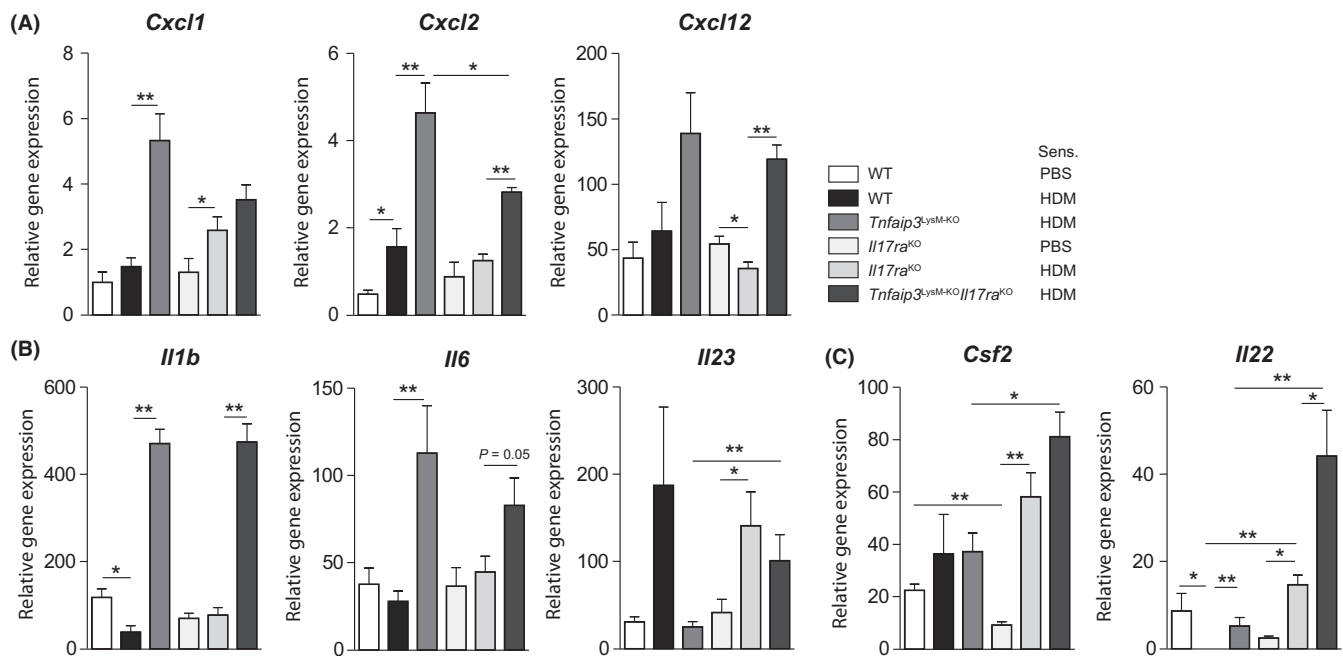 (A)
Cxcl1
Relative gene expression
8
6
4
2
0
**
*
Cxcl2
Relative gene expression
6
4
2
0
*
**
*
**
Cxcl12
Relative gene expression
200
150
100
50
0
*
**
Sens.
WT PBS
WT HDM
Tnfaip3LysM-KO HDM
Il17raKO PBS
Il17raKO HDM
Tnfaip3LysM-KOIl17raKO HDM
(B)
Il1b
Relative gene expression
600
400
200
0
*
**
**
Il6
Relative gene expression
150
100
50
0
**
P = 0.05
Il23
Relative gene expression
300
200
100
0
**
*
(C)
Csf2
Relative gene expression
100
80
60
40
20
0
*
**
**
Il22
Relative gene expression
60
40
20
0
**
*
**
*
*
**